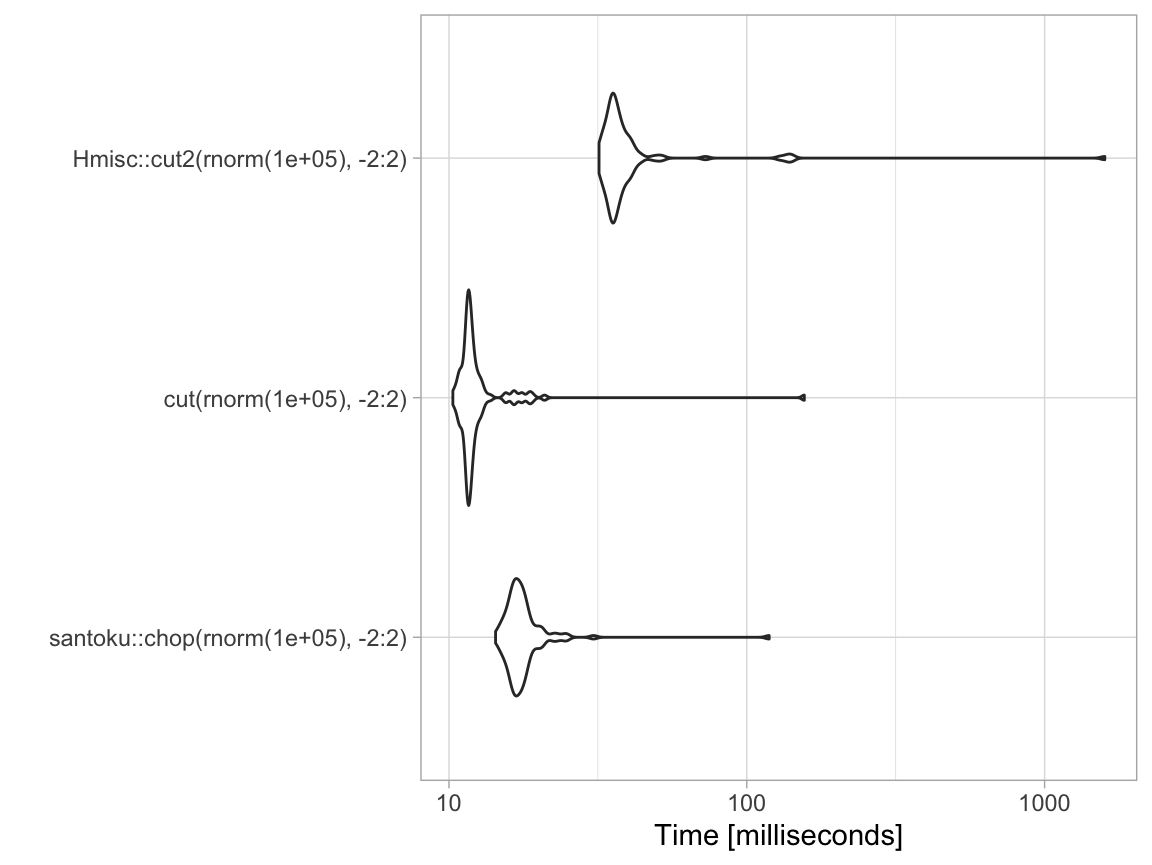 Hmisc::cut2(rnorm(1e+05), -2:2)
cut(rnorm(1e+05), -2:2)
santoku::chop(rnorm(1e+05), -2:2)
10 100 1000
Time [milliseconds]